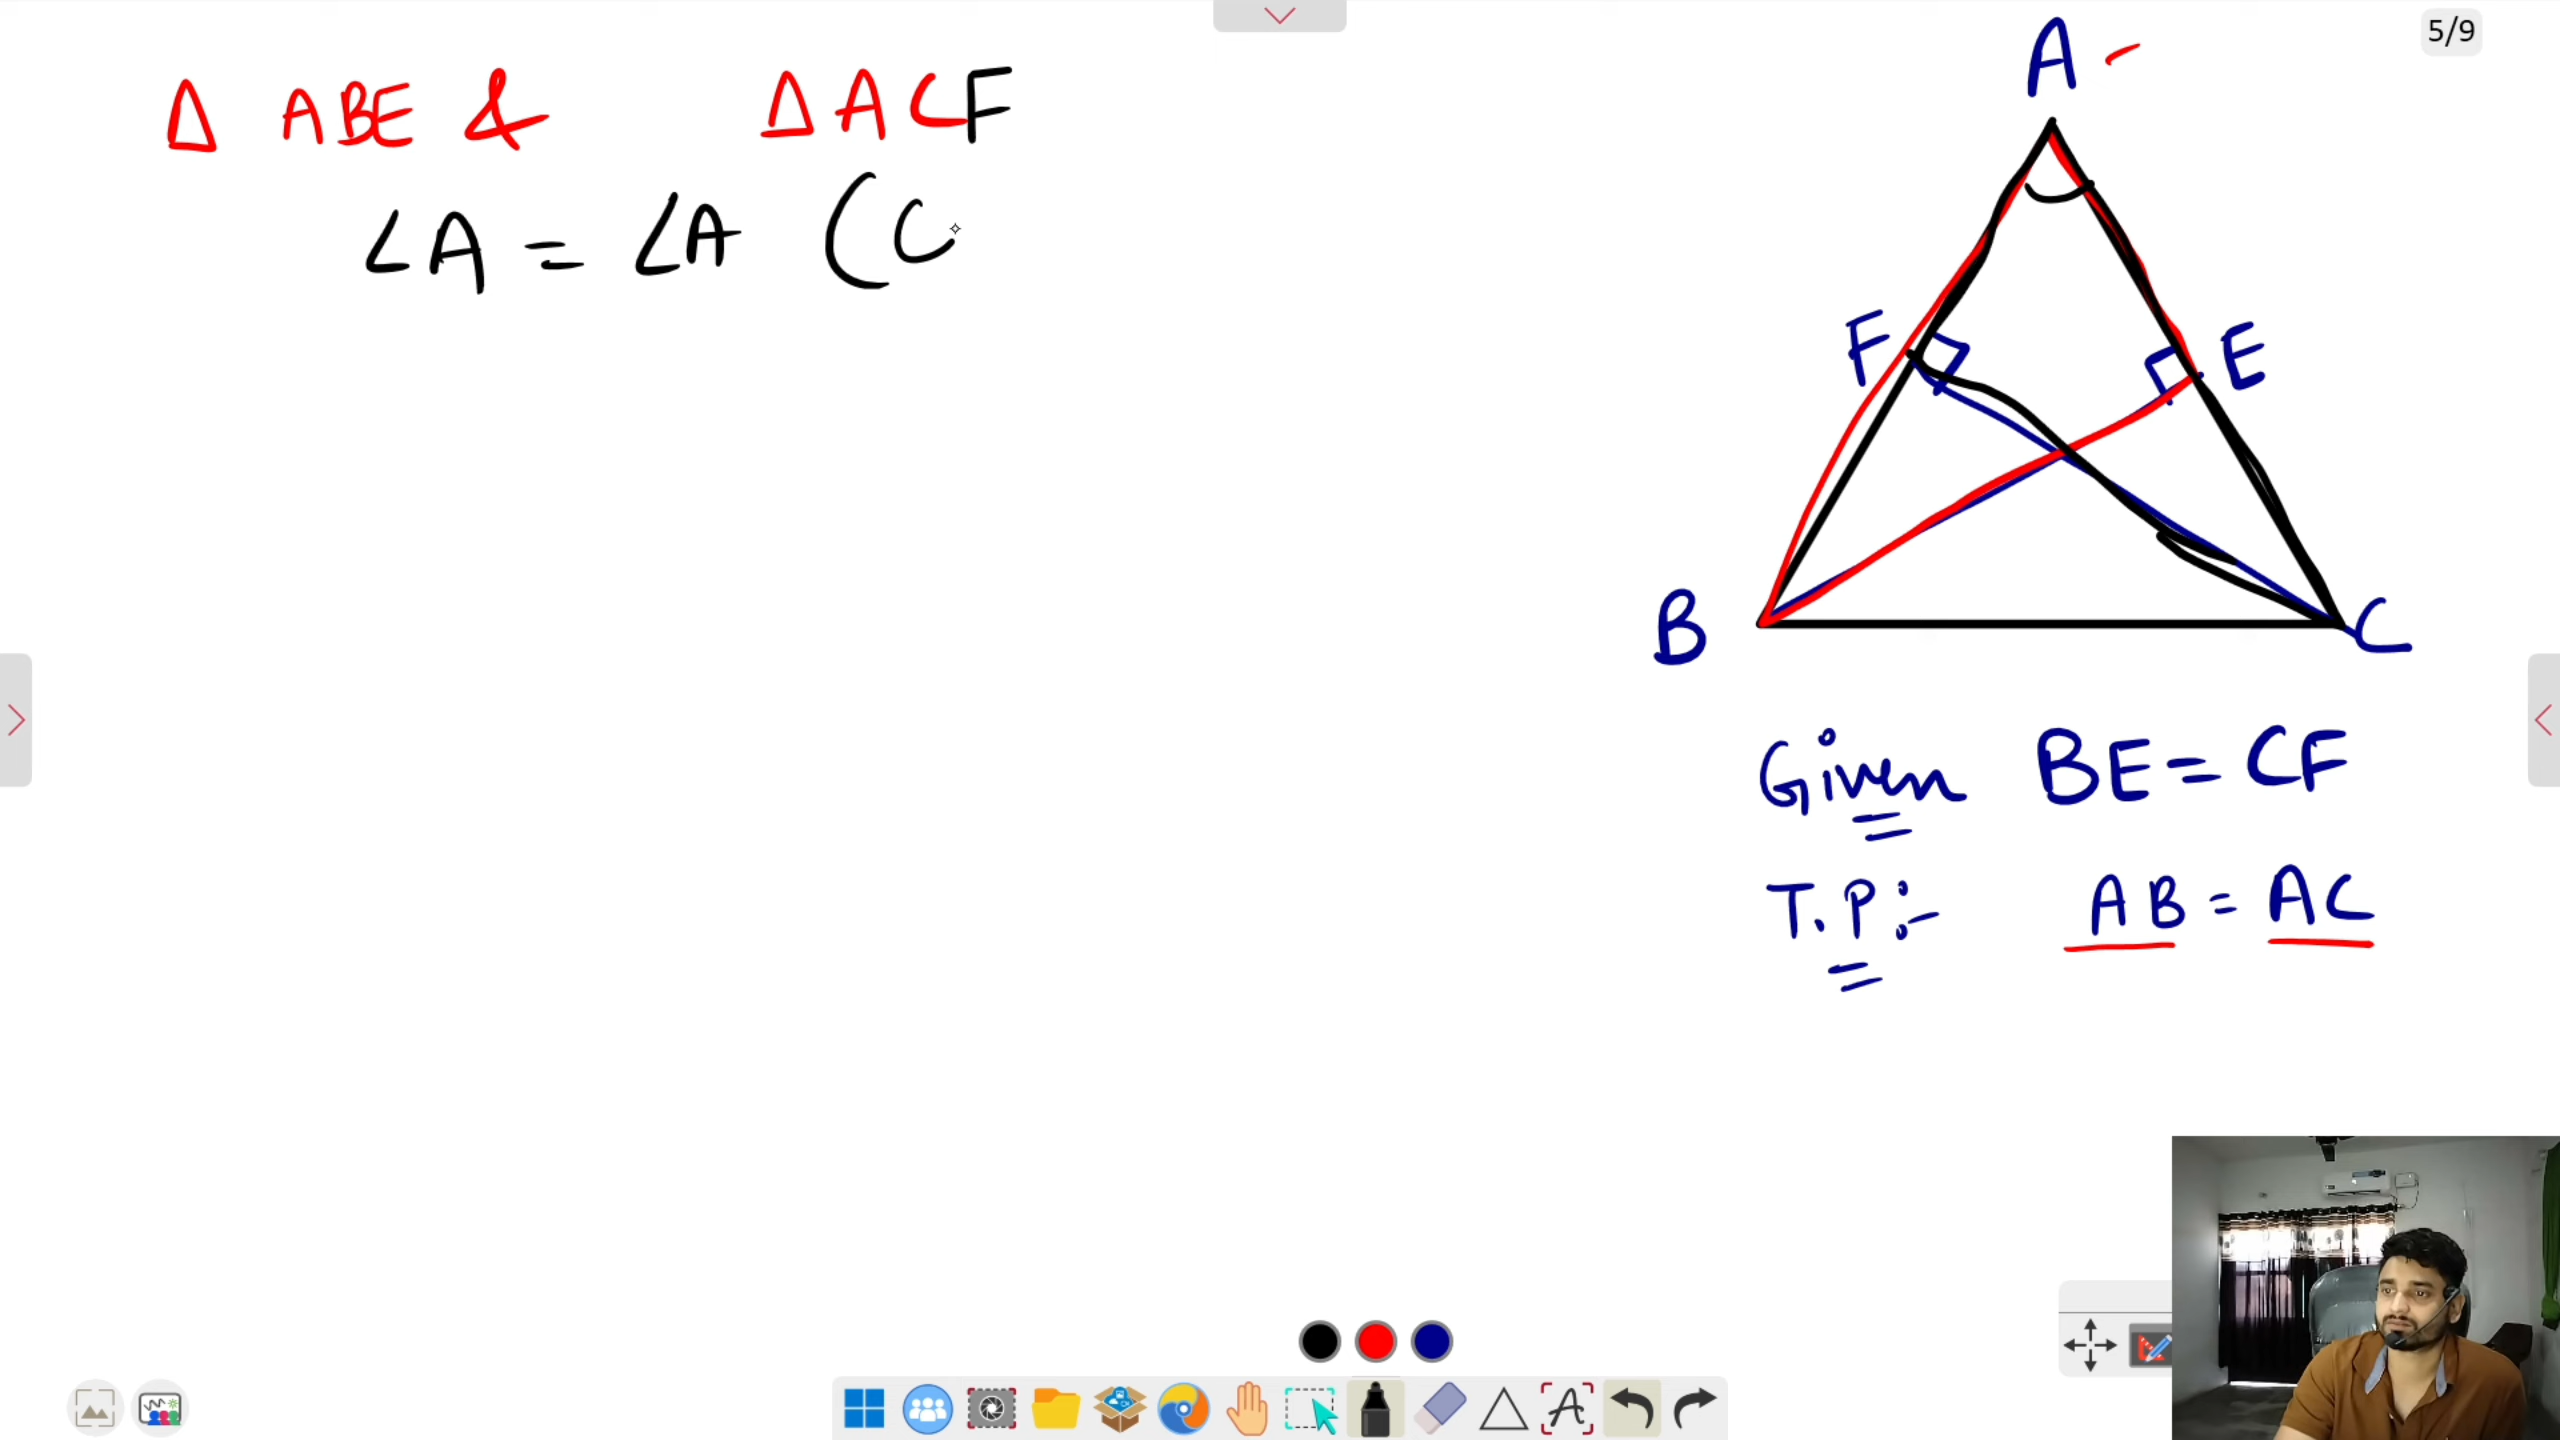 5/9
Δ ABE & Δ ACF
∠A = ∠A (C
A
F
E
B
C
Given BE = CF
T.P:- AB = AC